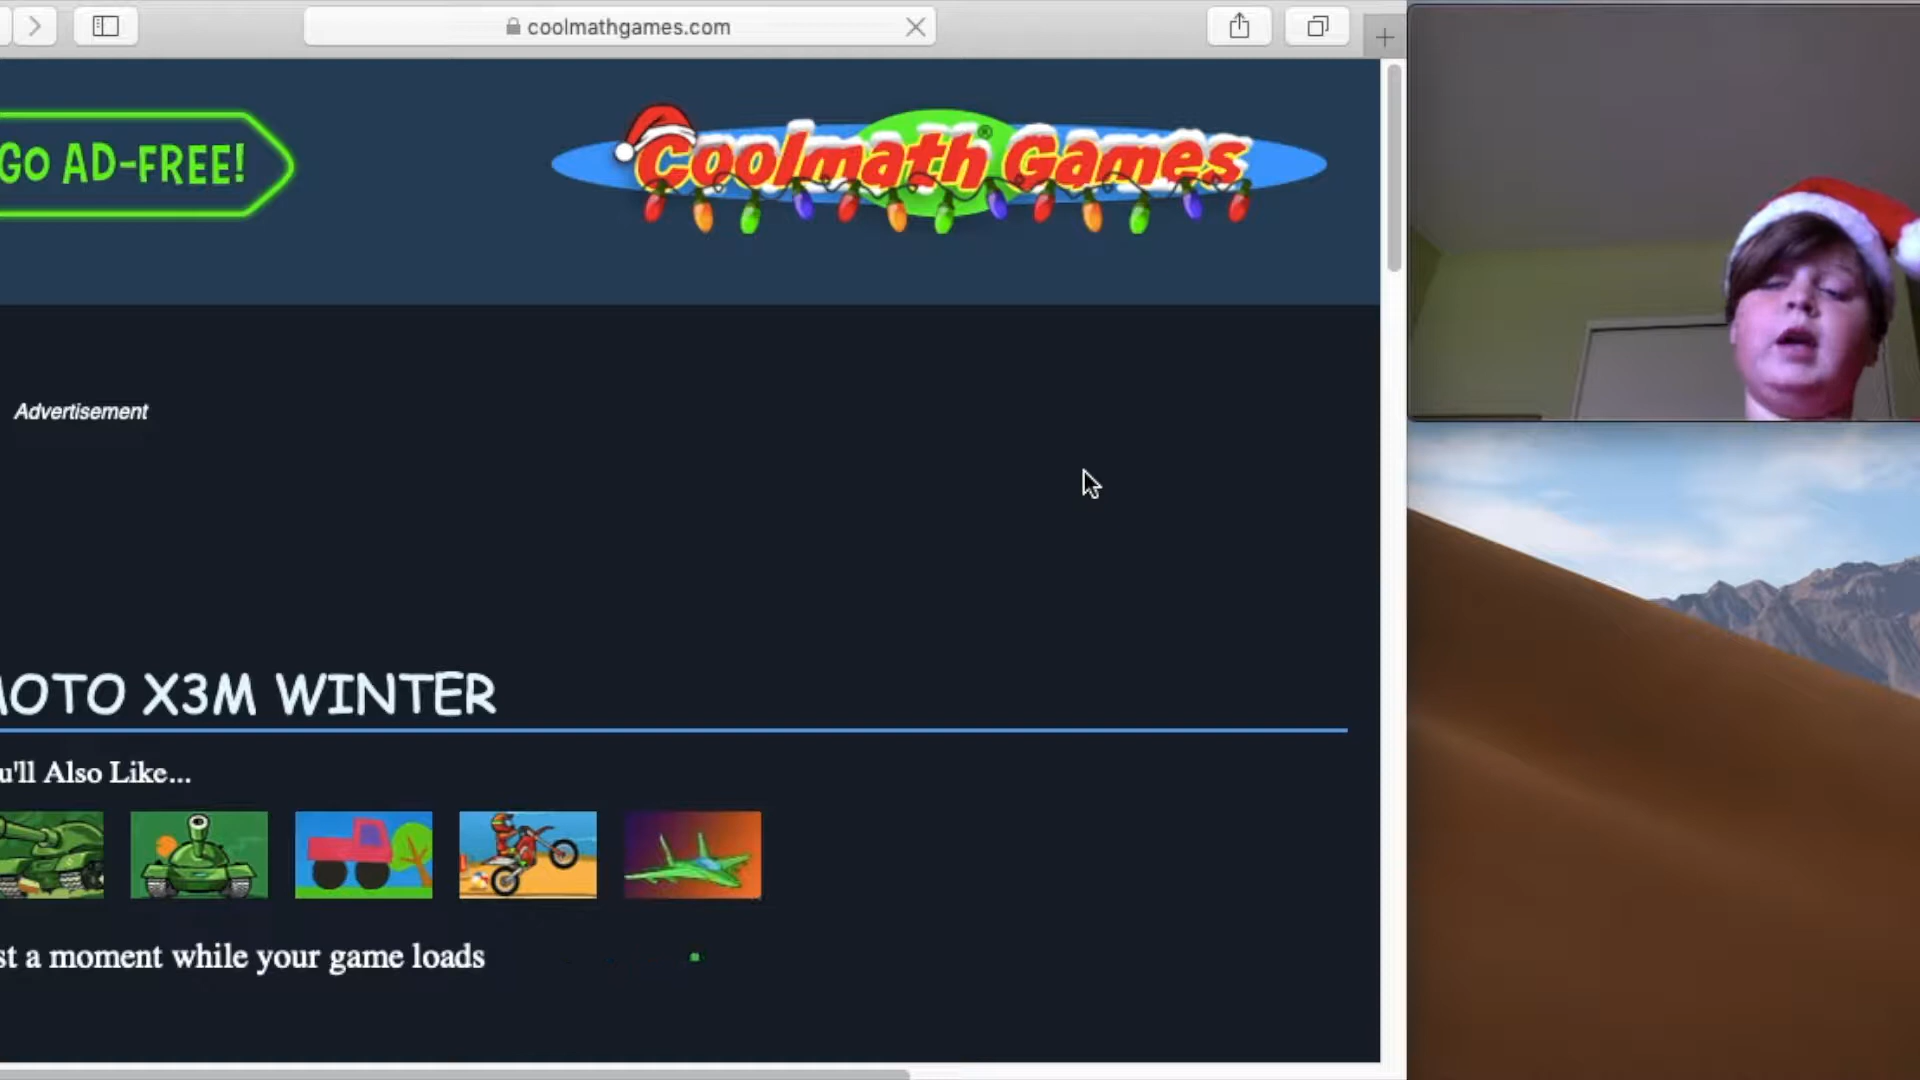 coolmathgames.com
GO AD-FREE!
Coolmath Games®
Advertisement
MOTO X3M WINTER
u'll Also Like...
st a moment while your game loads